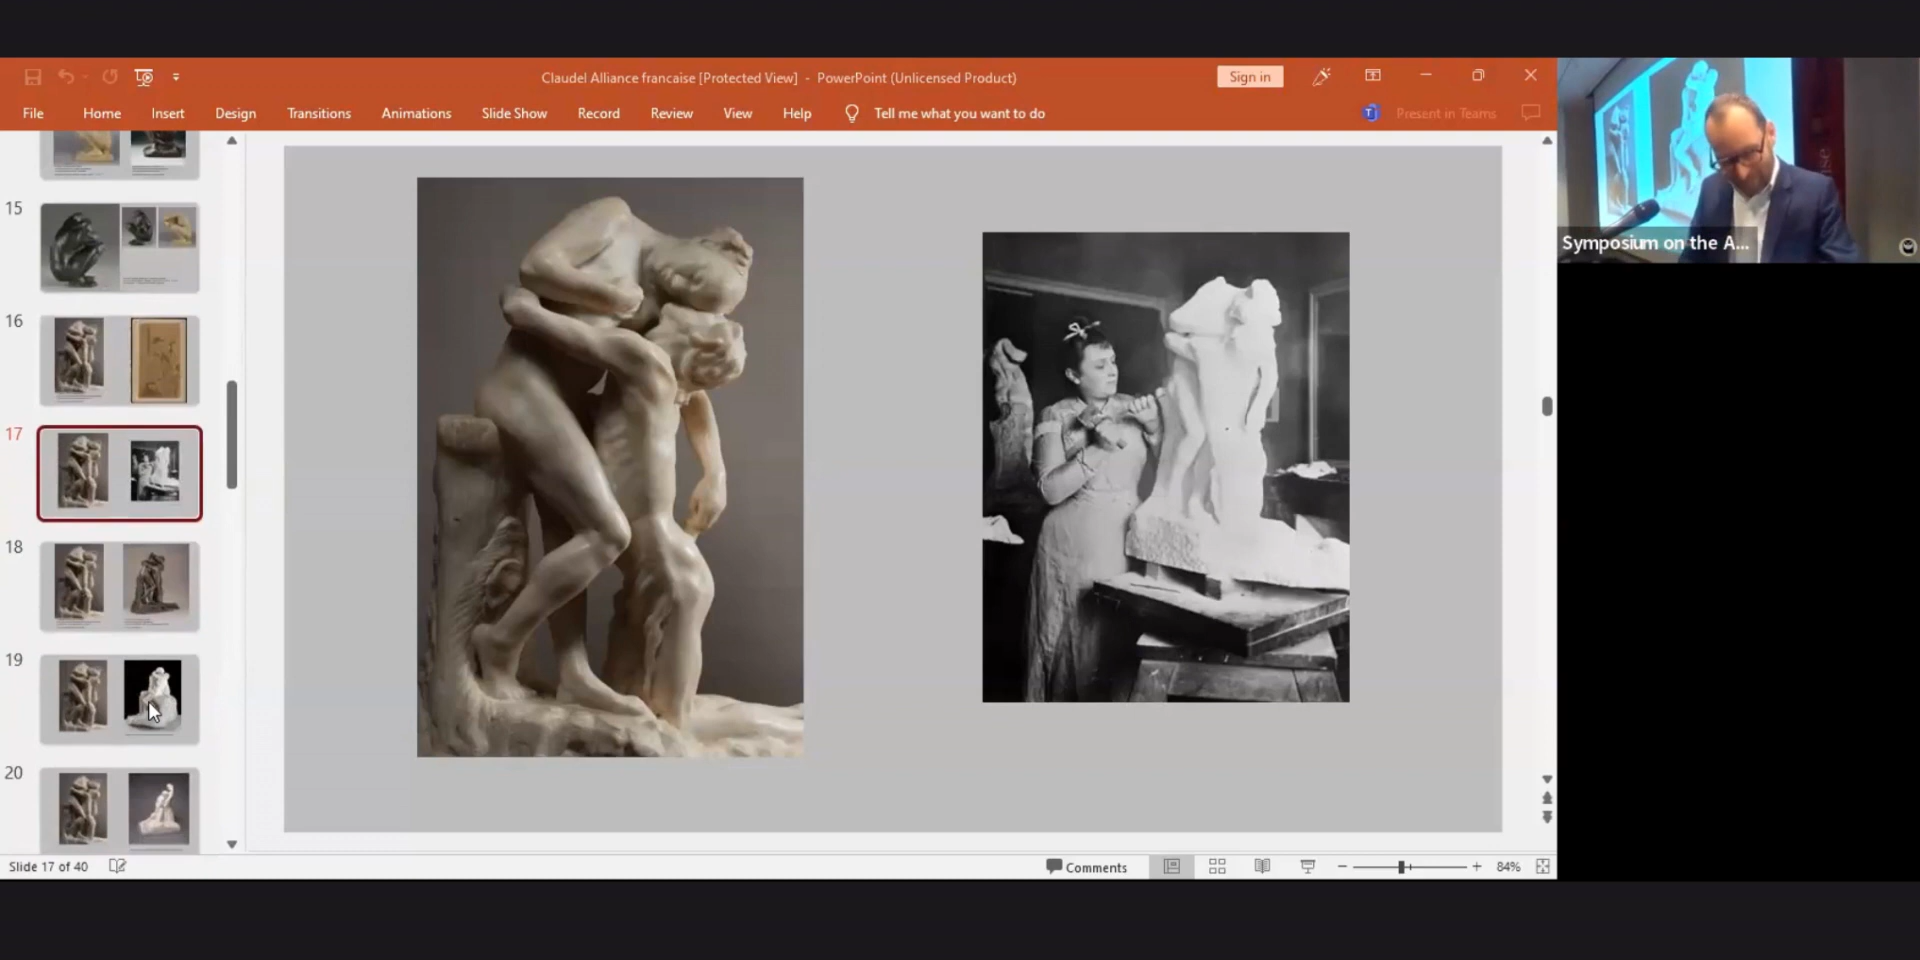 Claudel Alliance francaise [Protected View] - PowerPoint (Unlicensed Product)
Sign in
File Home Insert Design Transitions Animations Slide Show Record Review View Help Tell me what you want to do
Present in Teams
15
16
17
18
19
20
Symposium on the A...
Slide 17 of 40
Comments
84%